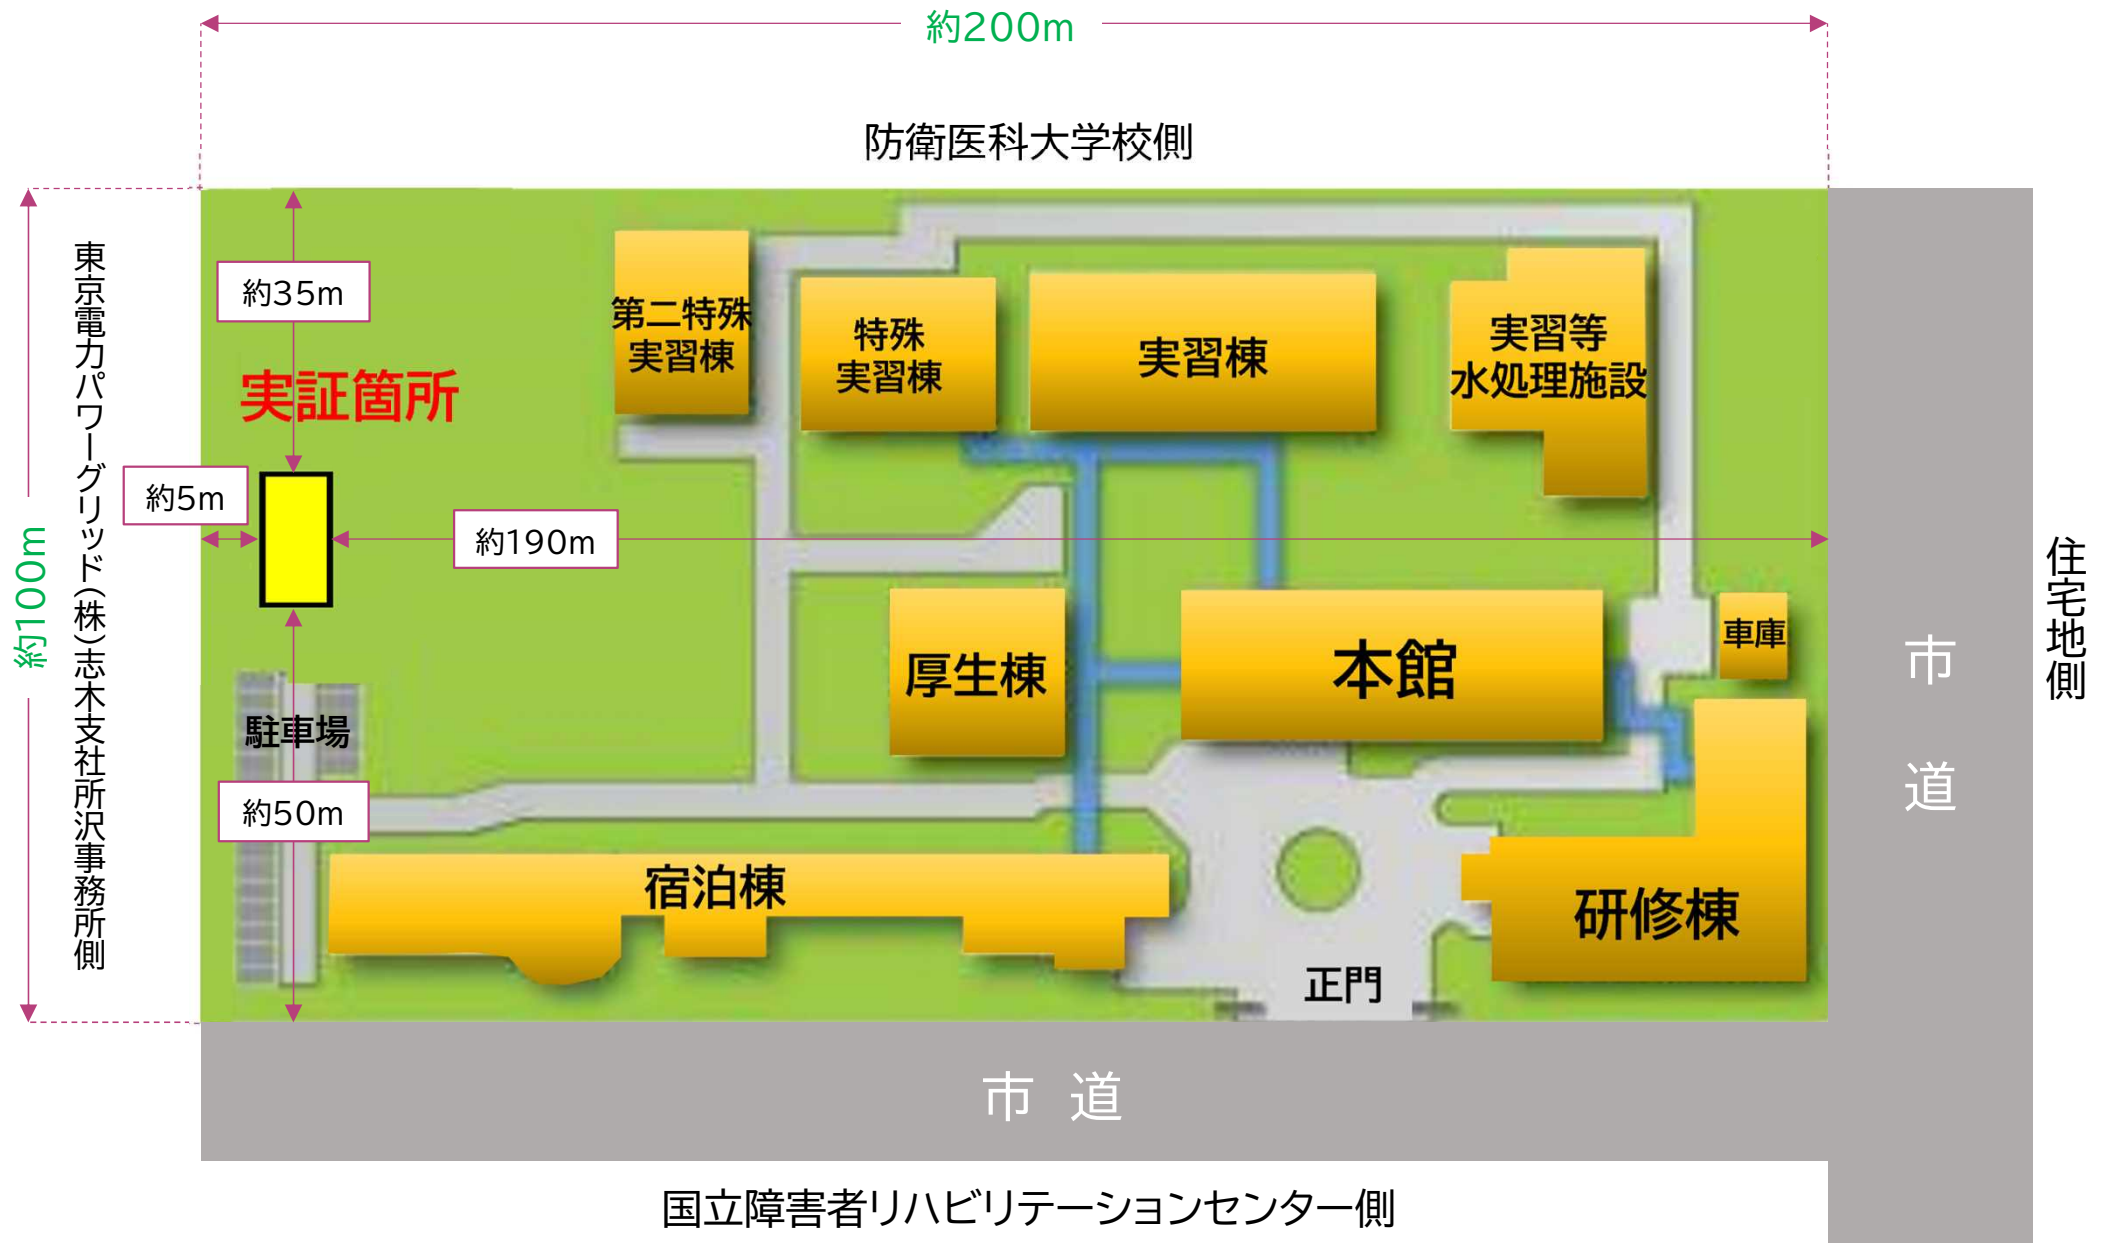 約200m
防衛医科大学校側
東京電力パワーグリッド(株)志木支社所沢事務所側
約100m
約35m
実証箇所
約5m
約190m
約50m
駐車場
第二特殊
実習棟
特殊
実習棟
実習棟
実習等
水処理施設
厚生棟
本館
車庫
宿泊棟
研修棟
正門
市道
住宅地側
市 道
国立障害者リハビリテーションセンター側